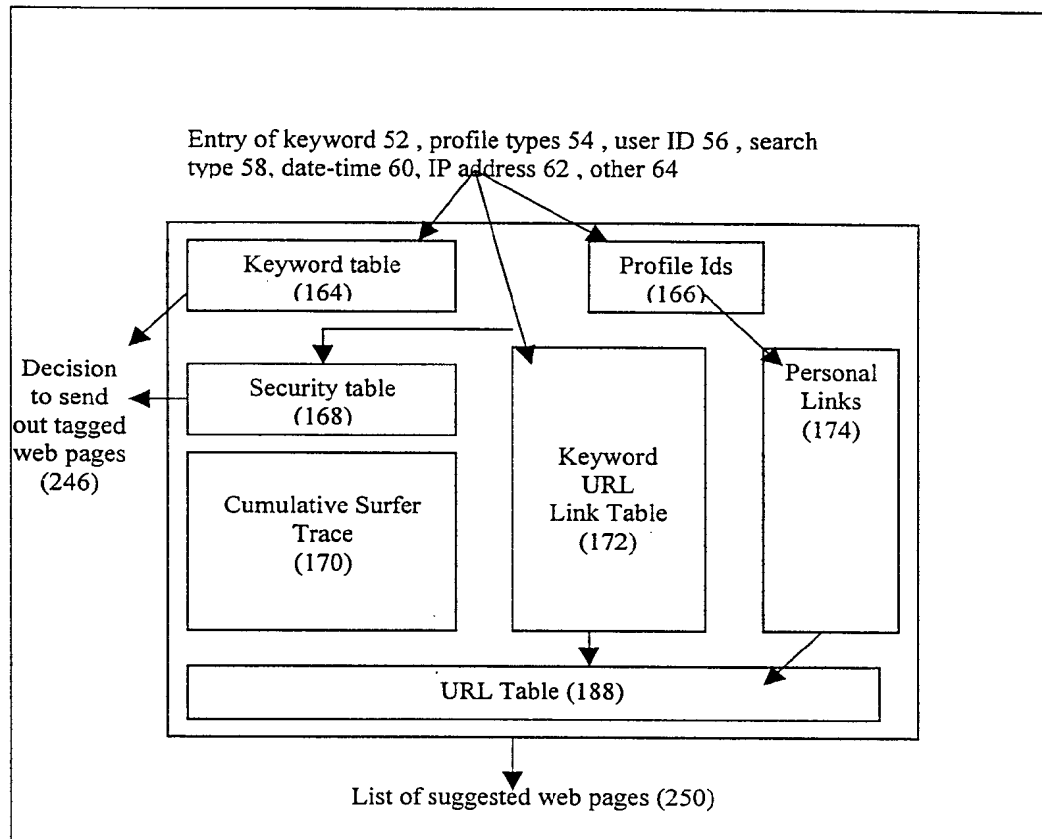 Entry of keyword 52 , profile types 54 , user ID 56 , search
type 58, date-time 60, IP address 62 , other 64
Keyword table
(164)
Profile Ids
(166)
Decision
to send
out tagged
web pages
(246)
Security table
(168)
Personal
Links
(174)
Cumulative Surfer
Trace
(170)
Keyword
URL
Link Table
(172)
URL Table (188)
List of suggested web pages (250)